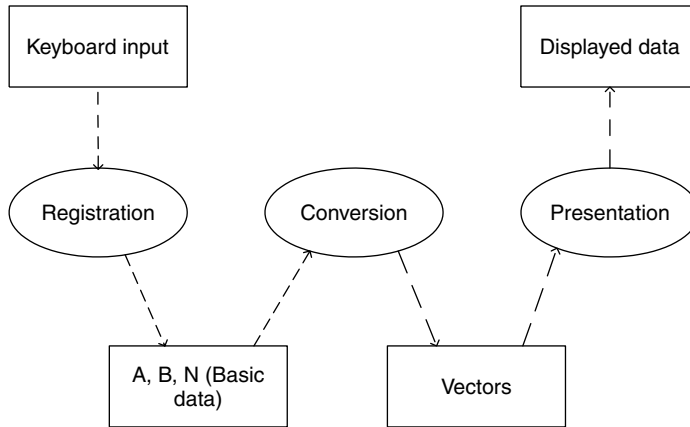 Keyboard input
Displayed data
Registration
Conversion
Presentation
A, B, N (Basic
data)
Vectors